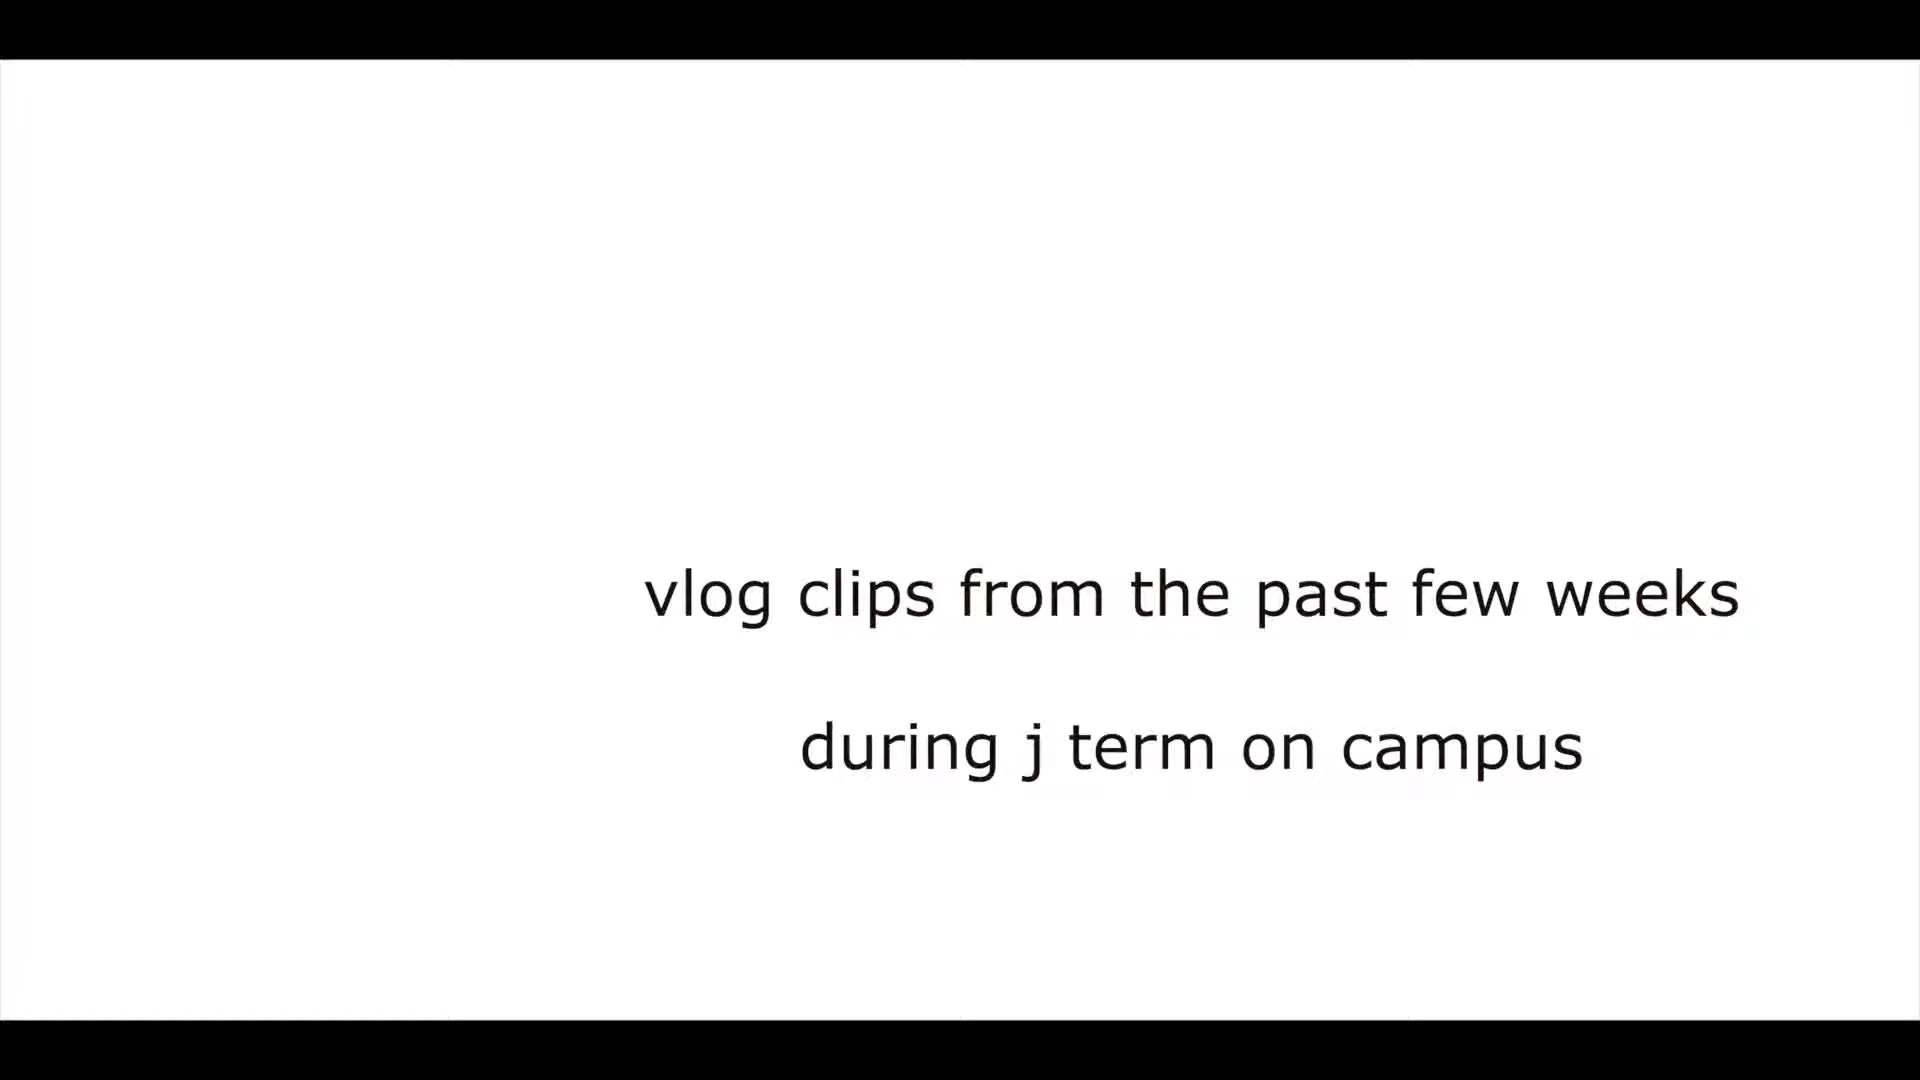 vlog clips from the past few weeks
during j term on campus